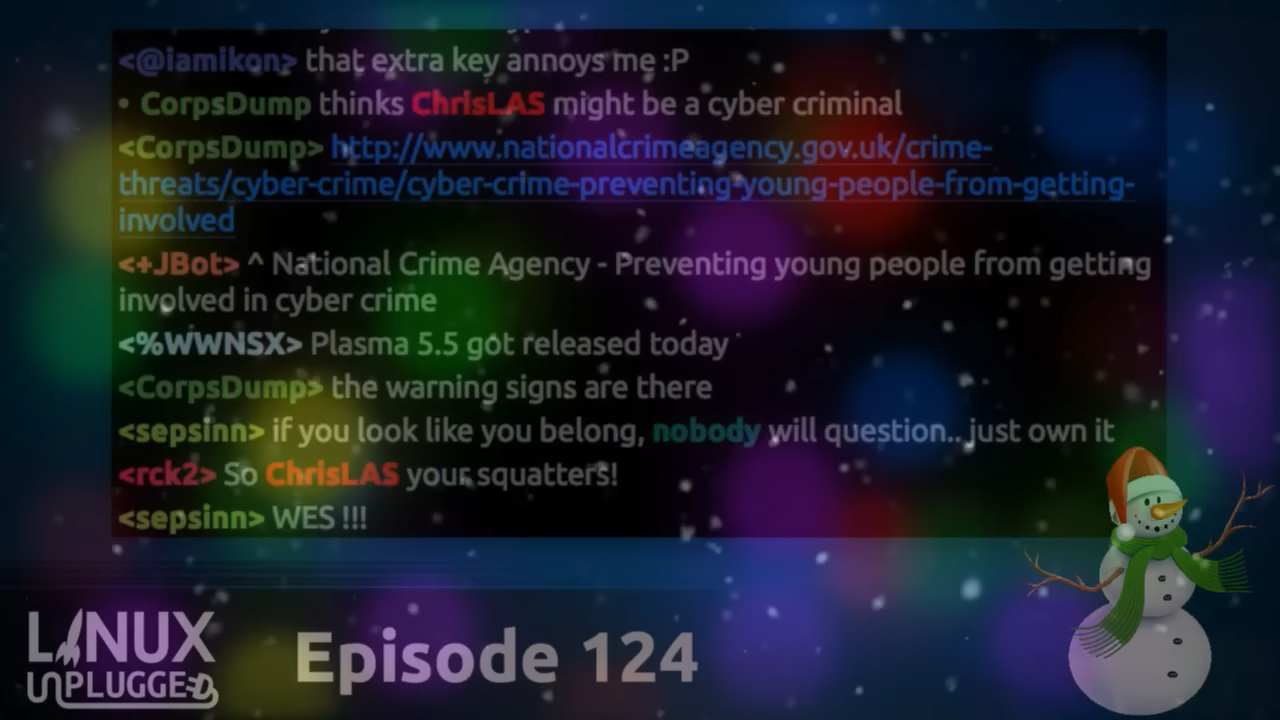 <@iamikon> that extra key annoys me :P
• CorpsDump thinks ChrisLAS might be a cyber criminal
<CorpsDump> http://www.nationalcrimeagency.gov.uk/crime-
threats/cyber-crime/cyber-crime-preventing-young-people-from-getting-
involved
<+JBot> ^ National Crime Agency - Preventing young people from getting
involved in cyber crime
<%WWNSX> Plasma 5.5 got released today
<CorpsDump> the warning signs are there
<sepsinn> if you look like you belong, nobody will question.. just own it
<rck2> So ChrisLAS your squatters!
<sepsinn> WES !!!
LINUX
UNPLUGGED
Episode 124